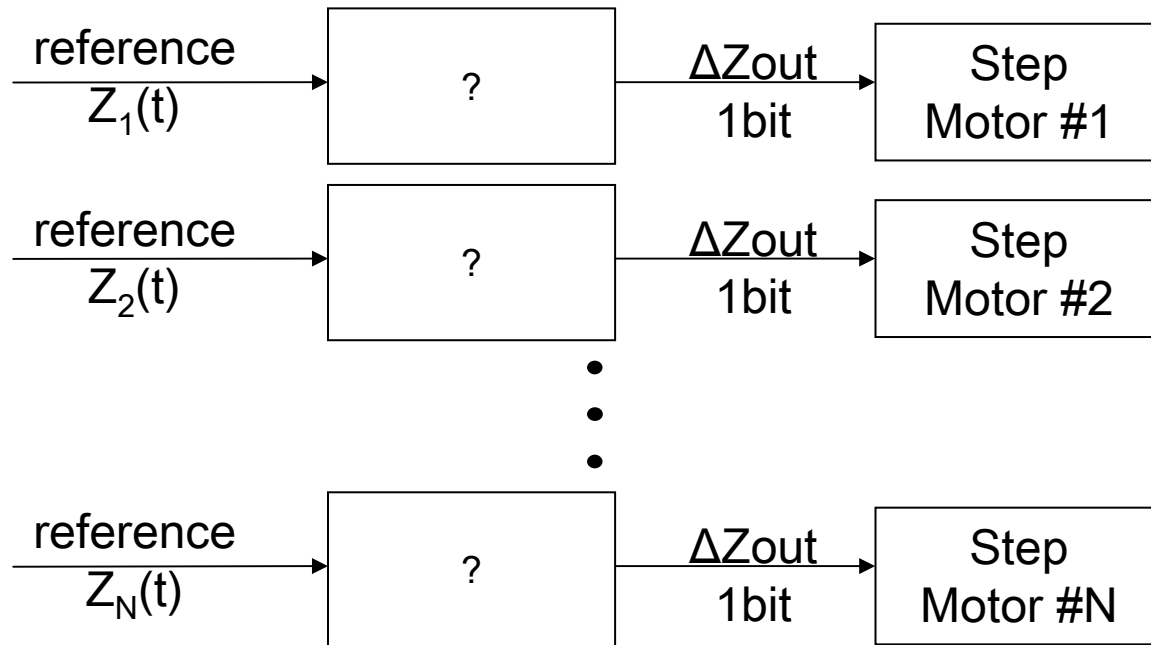 reference
Z₁(t)
?
ΔZout
1bit
Step
Motor #1
reference
Z₂(t)
?
ΔZout
1bit
Step
Motor #2
reference
Z_N(t)
?
ΔZout
1bit
Step
Motor #N